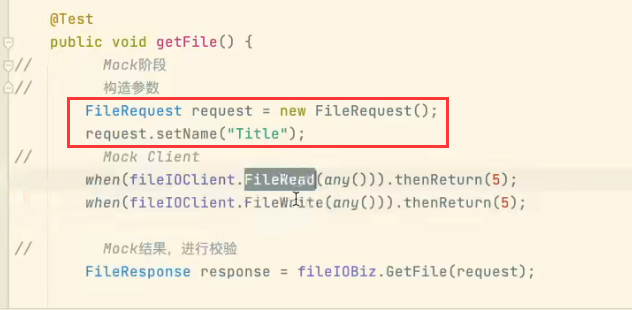 @Test
public void getFile() {
// Mock阶段
// 构造参数
FileRequest request = new FileRequest();
request.setName("Title");
// Mock Client
when(fileIOClient.FileRead(any())).thenReturn(5);
when(fileIOClient.FileWrite(any())).thenReturn(5);
// Mock结果，进行校验
FileResponse response = fileIOBiz.GetFile(request);